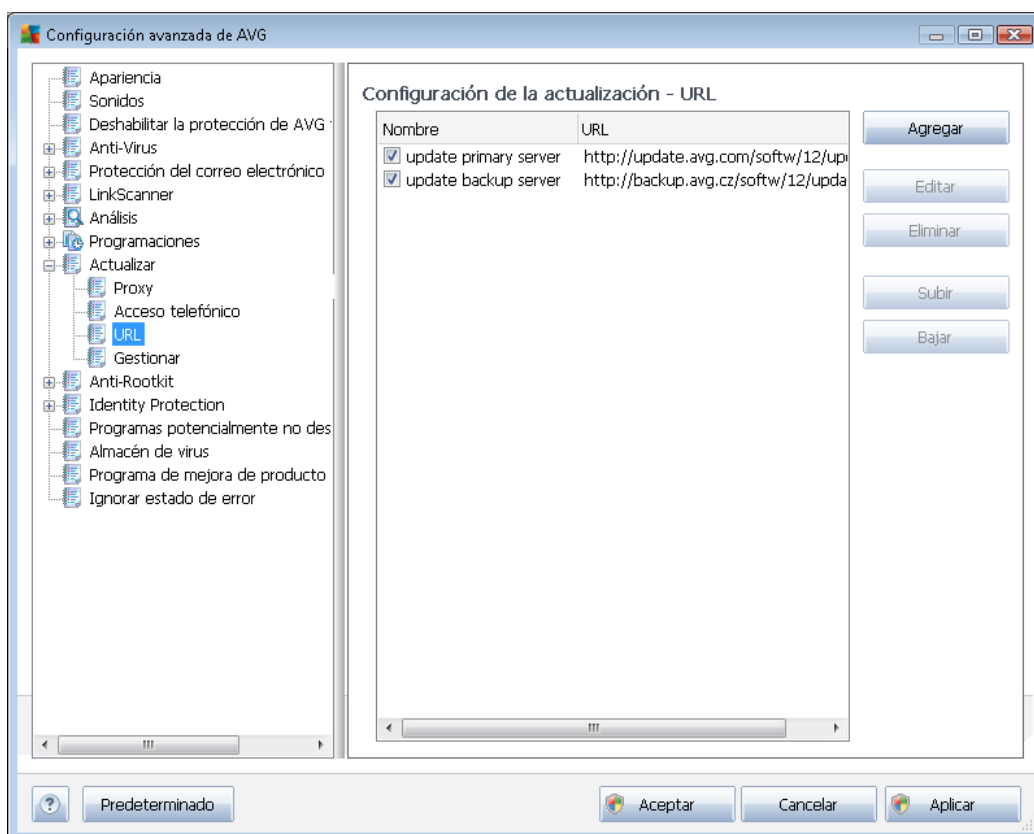 Configuración avanzada de AVG
Apariencia
Sonidos
Deshabilitar la protección de AVG
Anti-Virus
Protección del correo electrónico
LinkScanner
Análisis
Programaciones
Actualizar
Proxy
Acceso telefónico
URL
Gestionar
Anti-Rootkit
Identity Protection
Programas potencialmente no des
Almacén de virus
Programa de mejora de producto
Ignorar estado de error
Configuración de la actualización - URL
Nombre URL
update primary server http://update.avg.com/softw/12/up
update backup server http://backup.avg.cz/softw/12/upda
Agregar
Editar
Eliminar
Subir
Bajar
? Predeterminado Aceptar Cancelar Aplicar